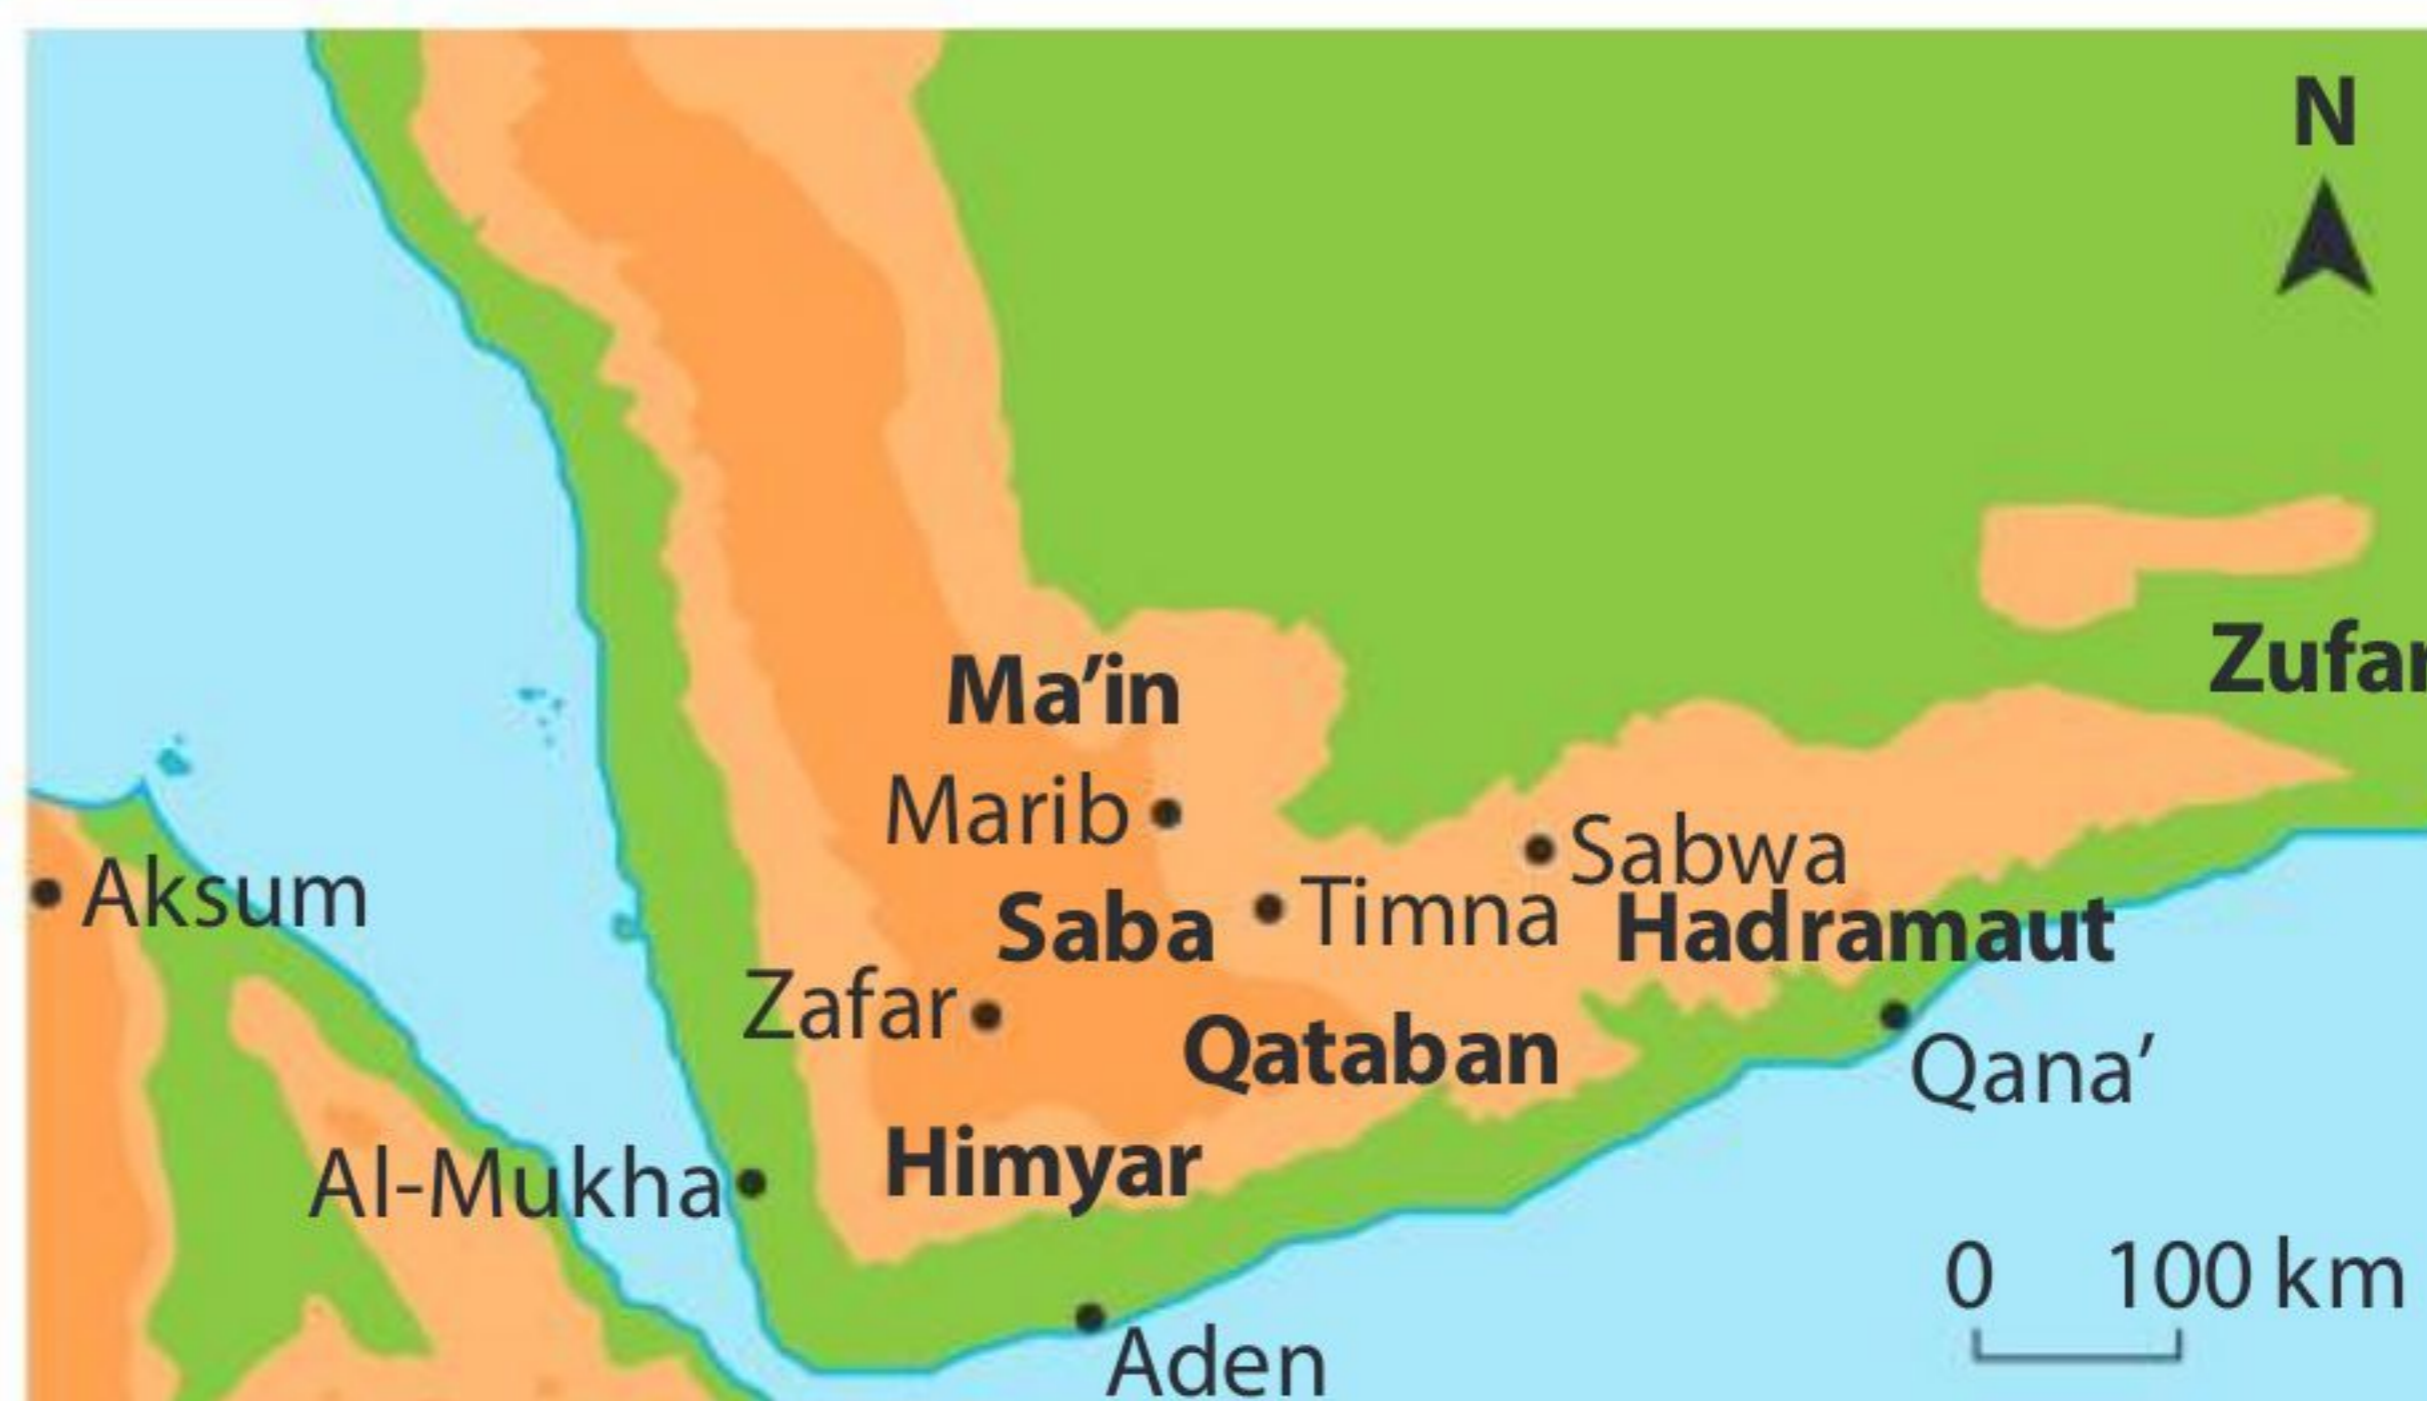 N
Zufar
Ma’in
Marib
Sabwa
Aksum
Saba
Timna
Hadramaut
Zafar
Qataban
Qana’
Al-Mukha
Himyar
0 100 km
Aden